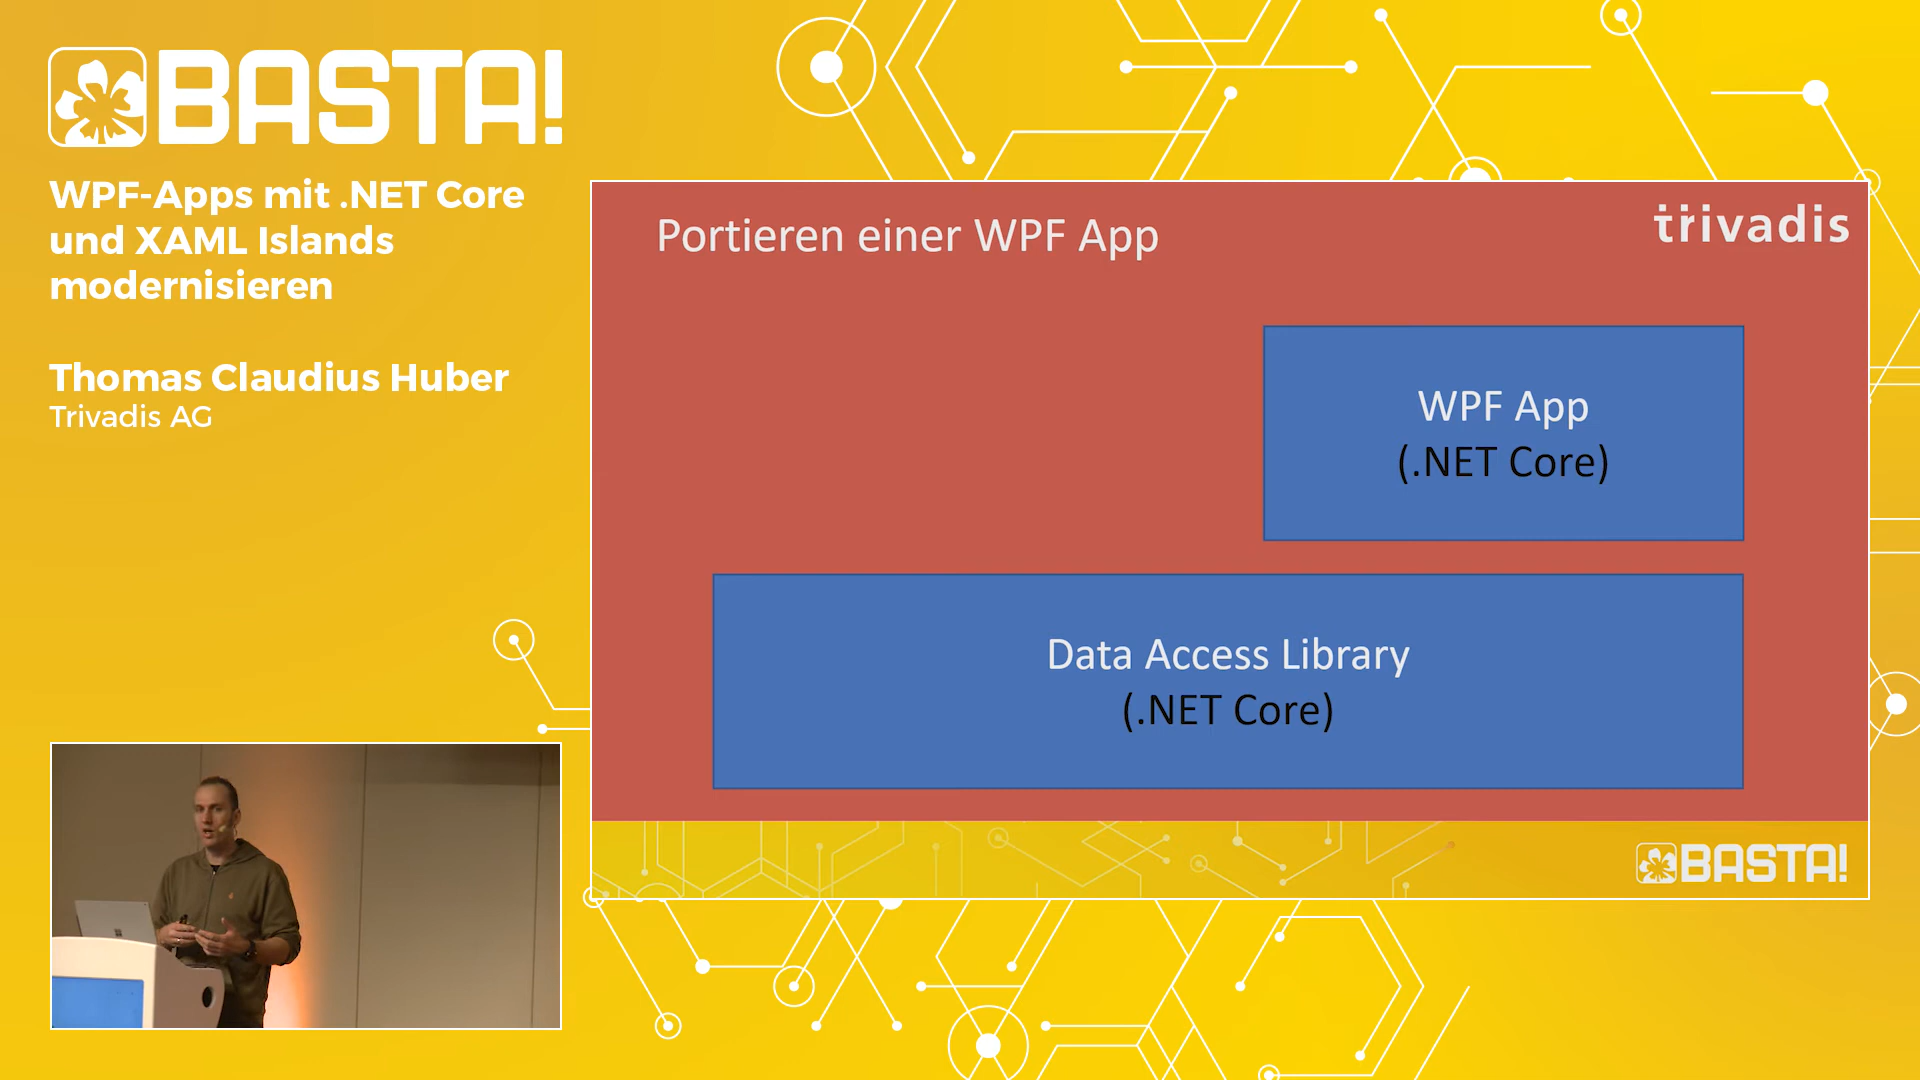 BASTA!
WPF-Apps mit .NET Core
und XAML Islands
modernisieren
Thomas Claudius Huber
Trivadis AG
Portieren einer WPF App
trivadis
WPF App
(.NET Core)
Data Access Library
(.NET Core)
BASTA!